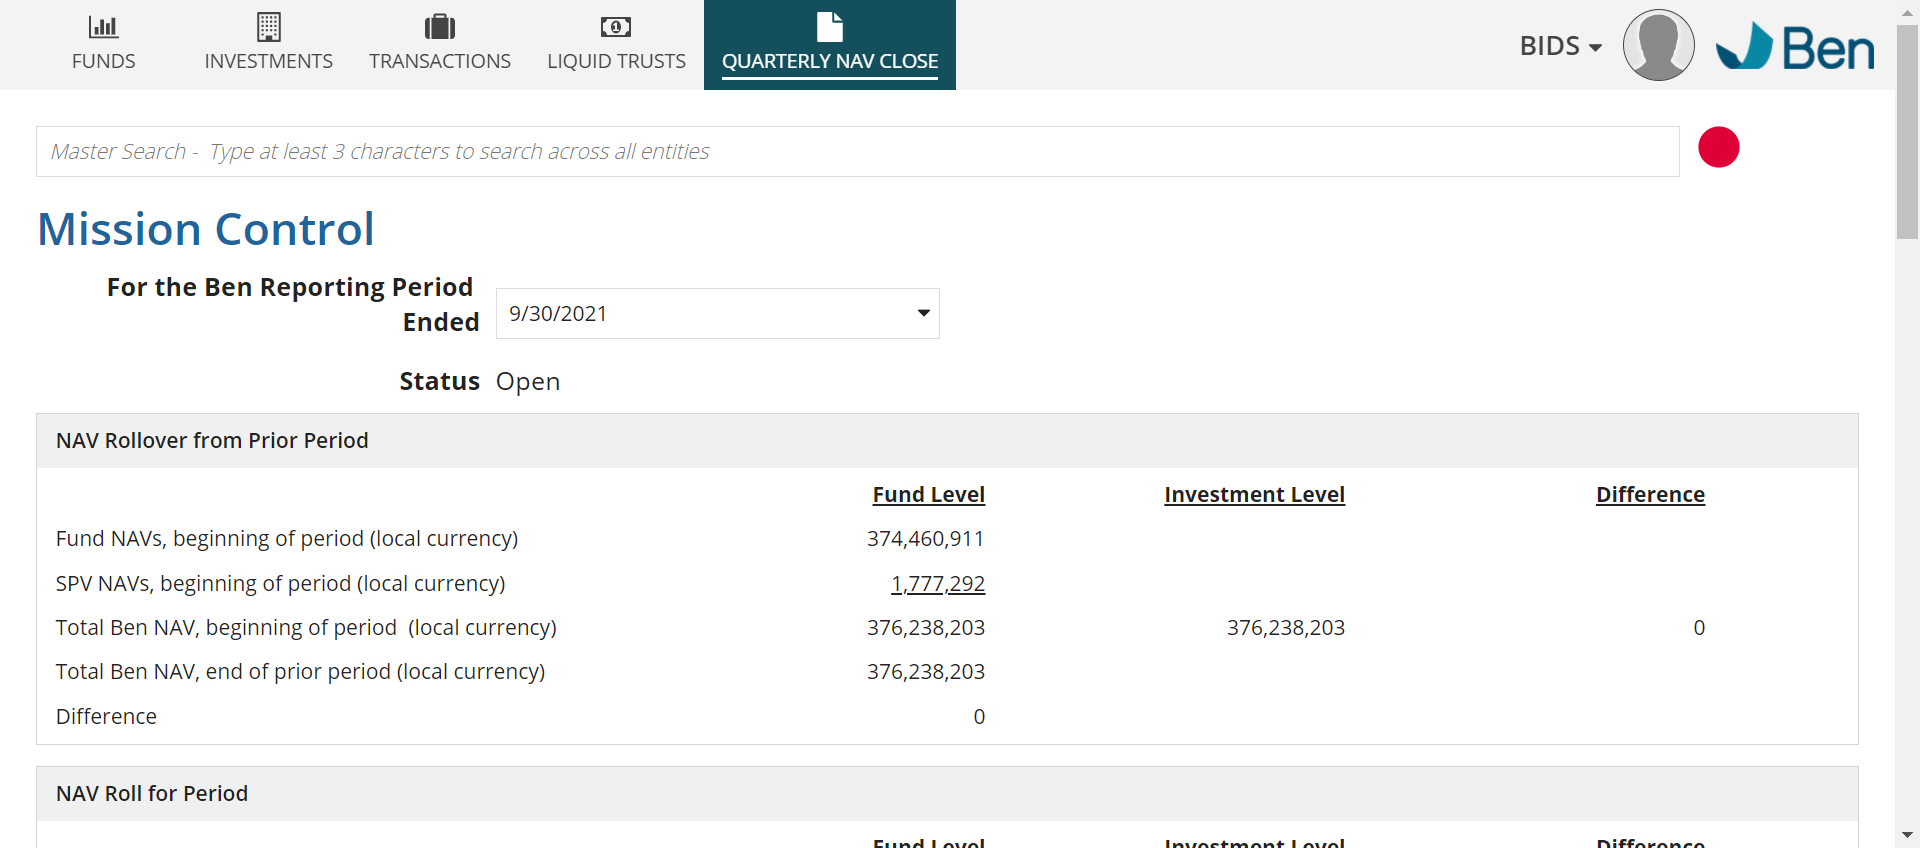 FUNDS
INVESTMENTS
TRANSACTIONS
LIQUID TRUSTS
QUARTERLY NAV CLOSE
BIDS
Ben
Master Search - Type at least 3 characters to search across all entities
Mission Control
For the Ben Reporting Period
Ended
9/30/2021
Status Open
NAV Rollover from Prior Period
Fund Level Investment Level Difference
Fund NAVs, beginning of period (local currency) 374,460,911
SPV NAVs, beginning of period (local currency) 1,777,292
Total Ben NAV, beginning of period (local currency) 376,238,203 376,238,203 0
Total Ben NAV, end of prior period (local currency) 376,238,203
Difference 0
NAV Roll for Period
Fund Level Investment Level Difference